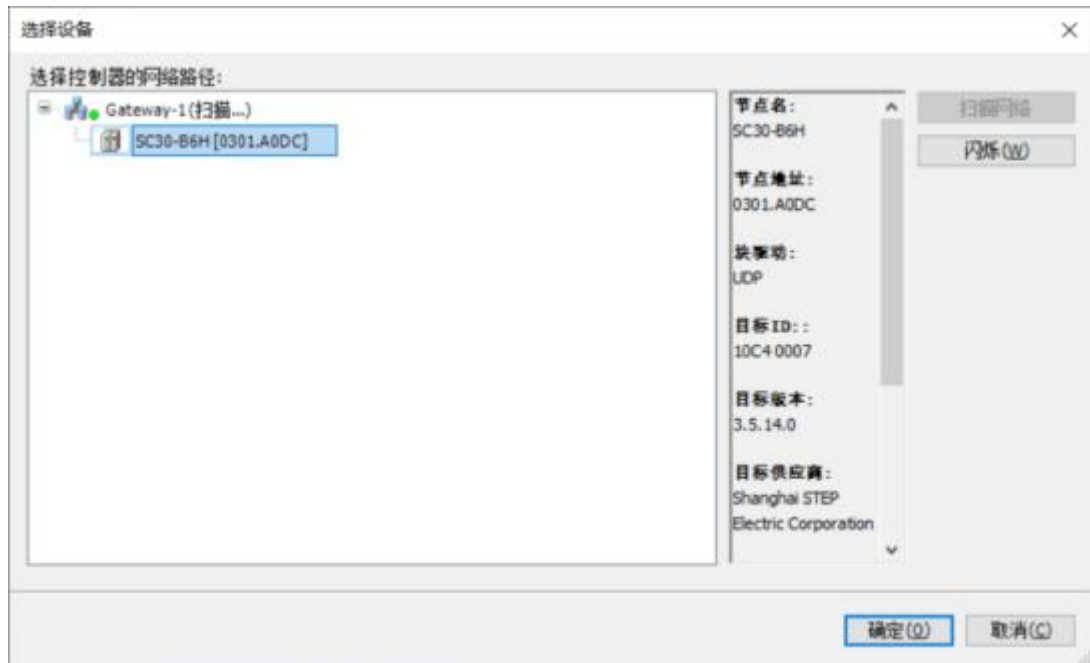 选择设备
选择控制器的网络路径:
Gateway-1(扫描...)
SC30-B6H [0301.A0DC]
节点名:
SC30-B6H
节点地址:
0301.A0DC
块驱动:
UDP
目标ID::
10C4 0007
目标版本:
3.5.14.0
目标供应商:
Shanghai STEP
Electric Corporation
扫描网络
闪烁(W)
确定(O)
取消(C)